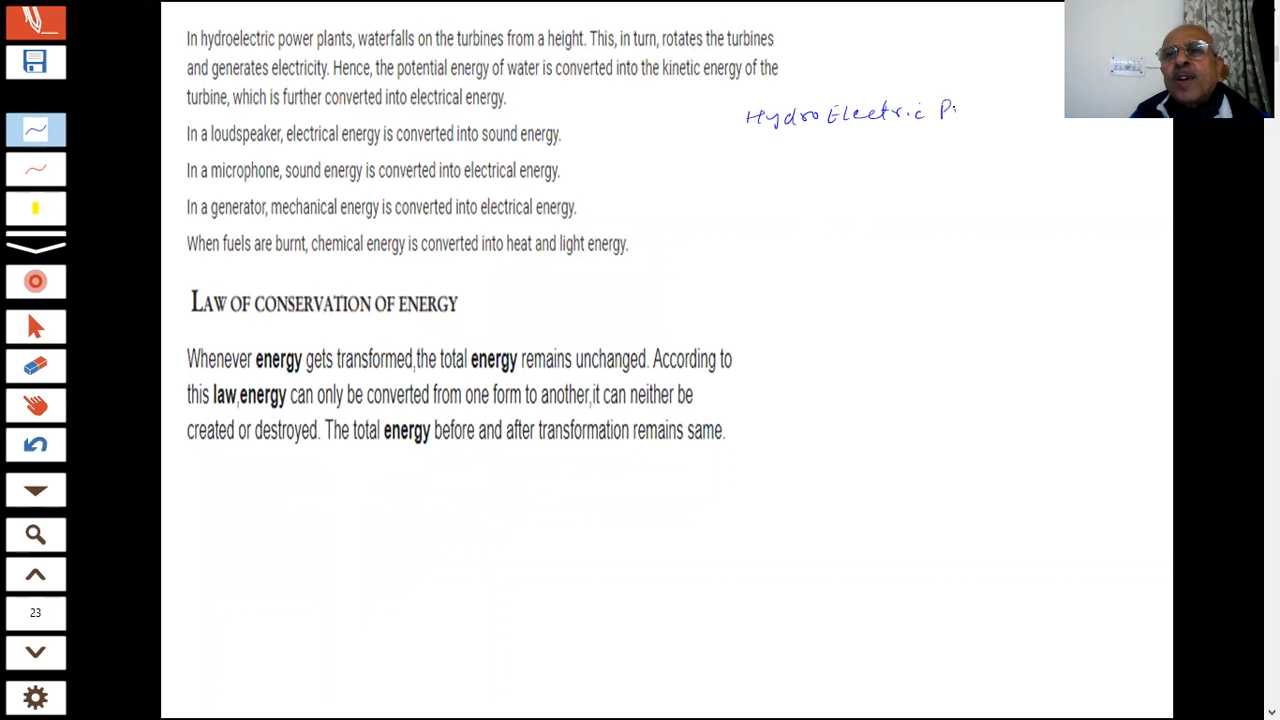 In hydroelectric power plants, waterfalls on the turbines from a height. This, in turn, rotates the turbines
and generates electricity. Hence, the potential energy of water is converted into the kinetic energy of the
turbine, which is further converted into electrical energy.
HydroElectric P
In a loudspeaker, electrical energy is converted into sound energy.
In a microphone, sound energy is converted into electrical energy.
In a generator, mechanical energy is converted into electrical energy.
When fuels are burnt, chemical energy is converted into heat and light energy.
LAW OF CONSERVATION OF ENERGY
Whenever energy gets transformed,the total energy remains unchanged. According to
this law,energy can only be converted from one form to another,it can neither be
created or destroyed. The total energy before and after transformation remains same.
23